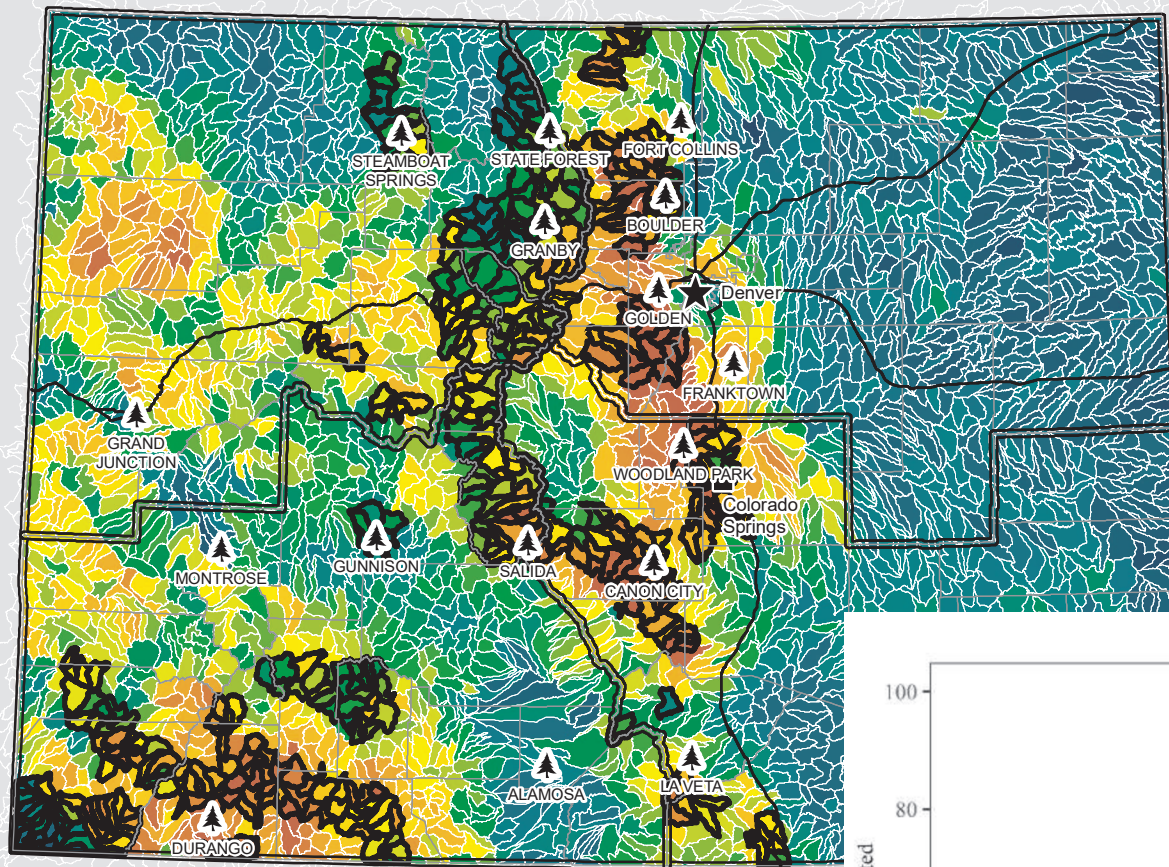 STEAMBOAT
SPRINGS
STATE FOREST
FORT COLLINS
BOULDER
GRANBY
Denver
GOLDEN
FRANKTOWN
GRAND
JUNCTION
WOODLAND PARK
Colorado
Springs
MONTROSE
GUNNISON
SALIDA
CANON CITY
ALAMOSA
LA VETA
DURANGO
100
80